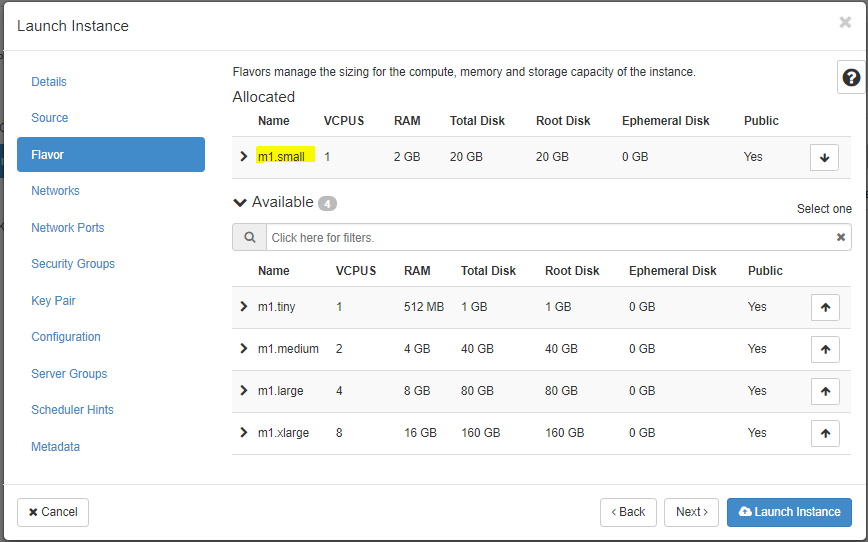 Launch Instance
Details
Source
Flavor
Networks
Network Ports
Security Groups
Key Pair
Configuration
Server Groups
Scheduler Hints
Metadata
Flavors manage the sizing for the compute, memory and storage capacity of the instance.
Allocated
Name VCPUS RAM Total Disk Root Disk Ephemeral Disk Public
m1.small 1 2 GB 20 GB 20 GB 0 GB Yes
Available 4
Select one
Click here for filters.
Name VCPUS RAM Total Disk Root Disk Ephemeral Disk Public
m1.tiny 1 512 MB 1 GB 1 GB 0 GB Yes
m1.medium 2 4 GB 40 GB 40 GB 0 GB Yes
m1.large 4 8 GB 80 GB 80 GB 0 GB Yes
m1.xlarge 8 16 GB 160 GB 160 GB 0 GB Yes
Cancel
Back
Next
Launch Instance